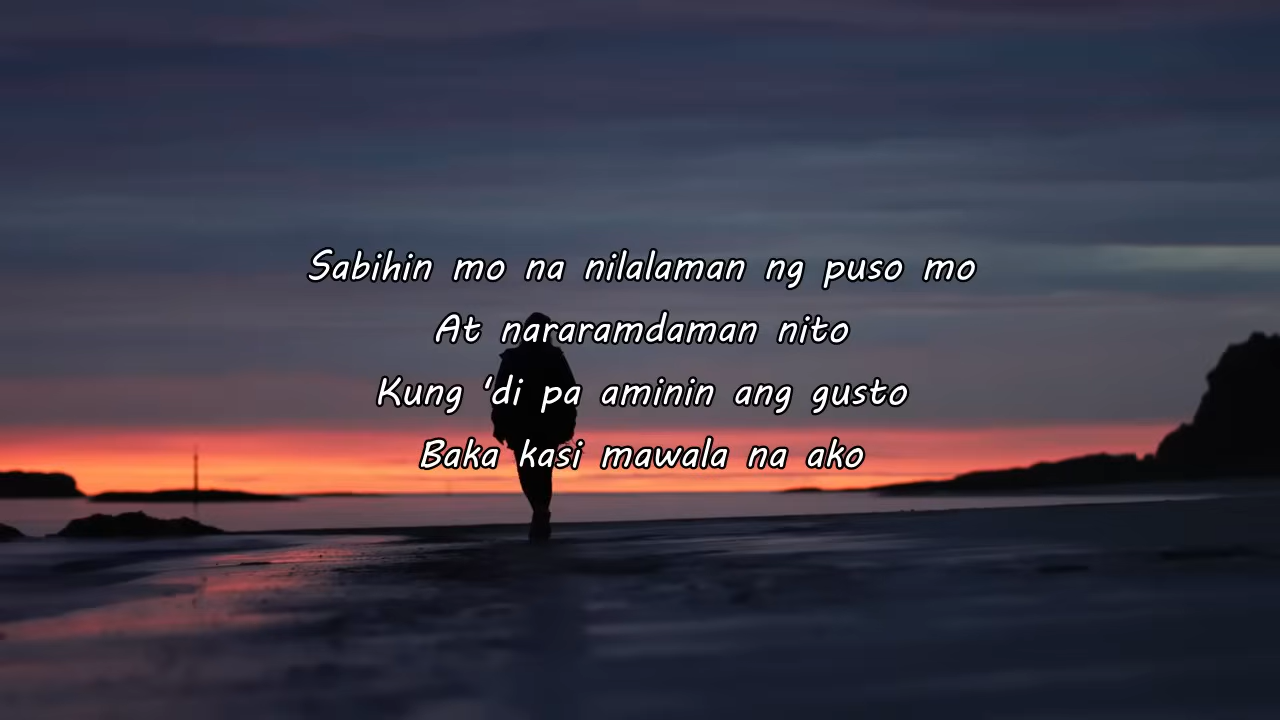 Sabihin mo na nilalaman ng puso mo
At nararamdaman nito
Kung 'di pa aminin ang gusto
Baka kasi mawala na ako